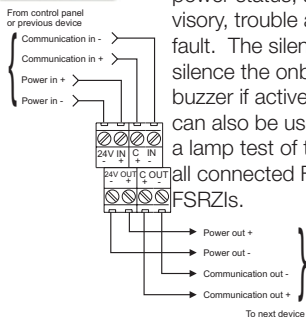 From control panel
or previous device
Communication in -
Communication in +
Power in +
Power in -
24V IN C IN
- + + -
24V OUT C OUT
- + + -
Power out +
Power out -
Communication out -
Communication out +
To next device
power status,
visory, trouble
fault. The silen
silence the onb
buzzer if active
can also be us
a lamp test of t
all connected F
FSRZIs.